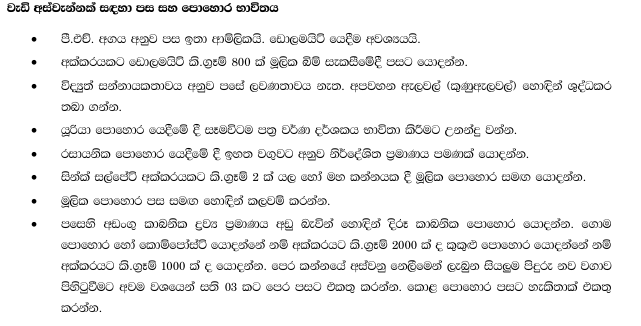 වැඩි අස්වැන්නක් සඳහා පස සහ පොහොර භාවිතය
• පී.එච්. අගය අනුව පස ඉතා ආම්ලිකයි. ඩොලමයිට් යෙදීම අවශ්‍යයයි.
• අක්කරයකට ඩොලමයිට් කි.ග්‍රෑම් 800 ක් මූලික බිම් සැකසීමේදී පසට යොදන්න.
• විද්‍යුත් සන්නායකතාවය අනුව පසේ ලවණතාවය නැත. අපවහන ඇලවල් (කුණුඇලවල්) හොඳින් ශුද්ධකර
තබා ගන්න.
• යූරියා පොහොර යෙදීමේ දී සෑමවිටම පත්‍ර වර්ණ දර්ශකය භාවිතා කිරීමට උනන්දු වන්න.
• රසායනික පොහොර යෙදීමේ දී ඉහත වගුවට අනුව නිර්දේශිත ප්‍රමාණය පමණක් යොදන්න.
• සින්ක් සල්පේට් අක්කරයකට කි.ග්‍රෑම් 2 ක් යල හෝ මහ කන්නයක දී මූලික පොහොර සමඟ යොදන්න.
• මූලික පොහොර පස සමඟ හොඳින් කලවම් කරන්න.
• පසෙහි අඩංගු කාබනික ද්‍රව්‍ය ප්‍රමාණය අඩු බැවින් හොඳින් දිරූ කාබනික පොහොර යොදන්න. ගොම
පොහොර හෝ කොම්පෝස්ට් යොදන්නේ නම් අක්කරයට කි.ග්‍රෑම් 2000 ක් ද කුකුළු පොහොර යොදන්නේ නම්
අක්කරයට කි.ග්‍රෑම් 1000 ක් ද යොදන්න. පෙර කන්නයේ අස්වනු නෙලීමෙන් ලැබුන සියලුම පිදුරු නව වගාව
පිහිටුවීමට අවම වශයෙන් සති 03 කට පෙර පසට එකතු කරන්න. කොළ පොහොර පසට හැකිතාක් එකතු
කරන්න.